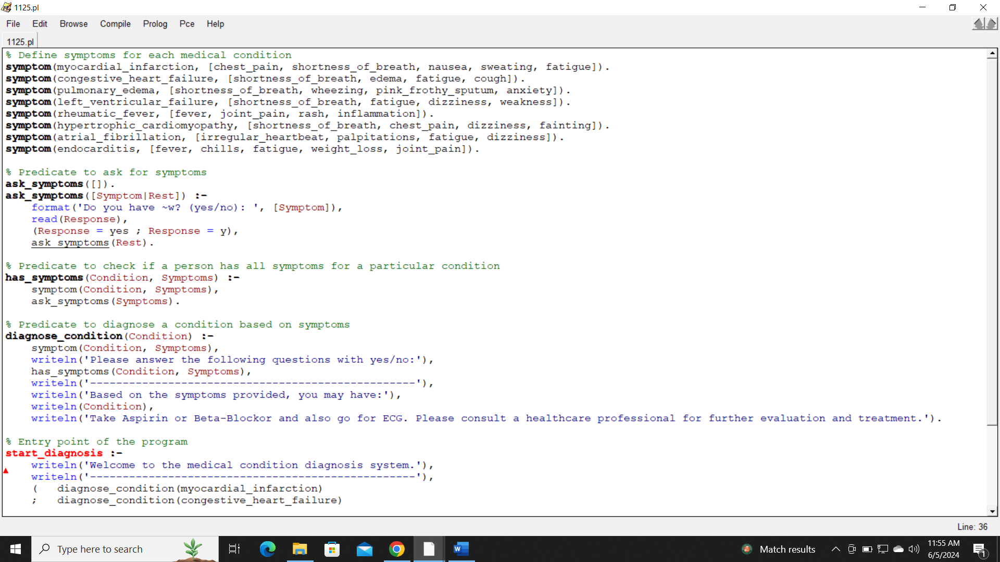 1125.pl
File Edit Browse Compile Prolog Pce Help
1125.pl
% Define symptoms for each medical condition
symptom(myocardial_infarction, [chest_pain, shortness_of_breath, nausea, sweating, fatigue]).
symptom(congestive_heart_failure, [shortness_of_breath, edema, fatigue, cough]).
symptom(pulmonary_edema, [shortness_of_breath, wheezing, pink_frothy_sputum, anxiety]).
symptom(left_ventricular_failure, [shortness_of_breath, fatigue, dizziness, weakness]).
symptom(rheumatic_fever, [fever, joint_pain, rash, inflammation]).
symptom(hypertrophic_cardiomyopathy, [shortness_of_breath, chest_pain, dizziness, fainting]).
symptom(atrial_fibrillation, [irregular_heartbeat, palpitations, fatigue, dizziness]).
symptom(endocarditis, [fever, chills, fatigue, weight_loss, joint_pain]).

% Predicate to ask for symptoms
ask_symptoms([]).
ask_symptoms([Symptom|Rest]) :-
    format('Do you have ~w? (yes/no): ', [Symptom]),
    read(Response),
    (Response = yes ; Response = y),
    ask_symptoms(Rest).

% Predicate to check if a person has all symptoms for a particular condition
has_symptoms(Condition, Symptoms) :-
    symptom(Condition, Symptoms),
    ask_symptoms(Symptoms).

% Predicate to diagnose a condition based on symptoms
diagnose_condition(Condition) :-
    symptom(Condition, Symptoms),
    writeln('Please answer the following questions with yes/no:'),
    has_symptoms(Condition, Symptoms),
    writeln('--------------------------------------------------'),
    writeln('Based on the symptoms provided, you may have:'),
    writeln(Condition),
    writeln('Take Aspirin or Beta-Blockor and also go for ECG. Please consult a healthcare professional for further evaluation and treatment.').

% Entry point of the program
start_diagnosis :-
    writeln('Welcome to the medical condition diagnosis system.'),
    writeln('--------------------------------------------------'),
    (   diagnose_condition(myocardial_infarction)
    ;   diagnose_condition(congestive_heart_failure)
Line: 36
Type here to search
Match results
11:55 AM
6/5/2024
1